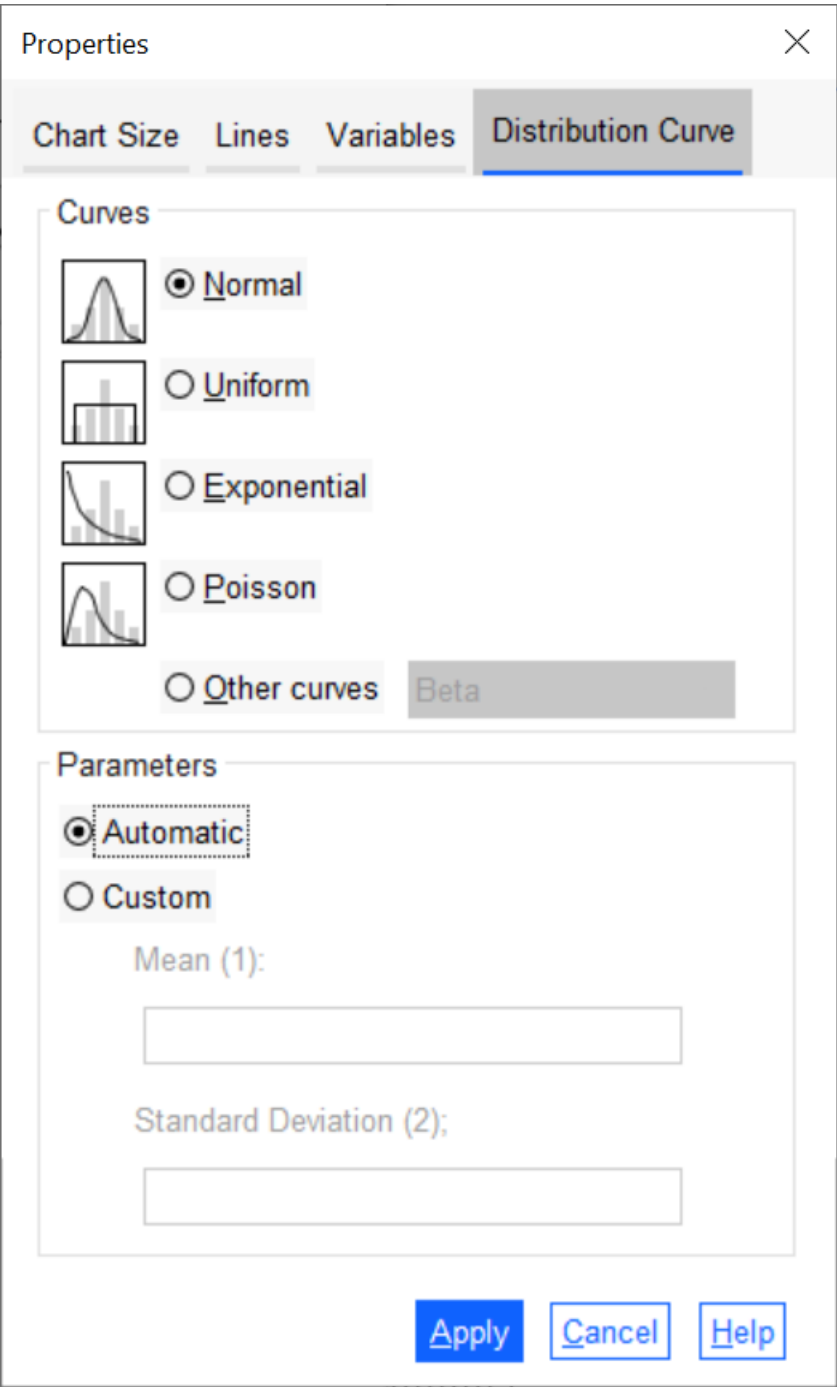 Properties
Chart Size Lines Variables Distribution Curve
Curves
Normal
Uniform
Exponential
Poisson
Other curves Beta
Parameters
Automatic
Custom
Mean (1):
Standard Deviation (2);
Apply Cancel Help